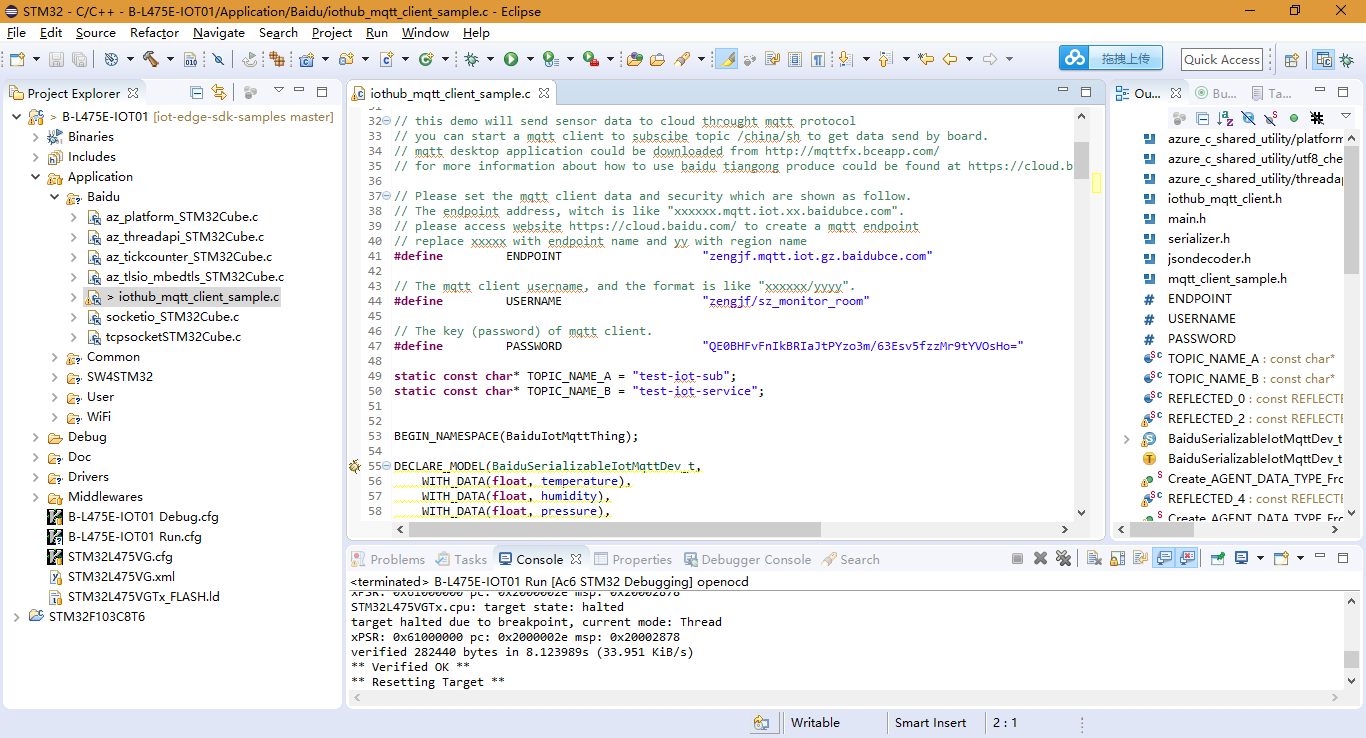 STM32 - C/C++ - B-L475E-IOT01/Application/Baidu/iothub_mqtt_client_sample.c - Eclipse
File Edit Source Refactor Navigate Search Project Run Window Help
拖拽上传
Quick Access
Project Explorer
B-L475E-IOT01 [iot-edge-sdk-samples master]
Binaries
Includes
Application
Baidu
az_platform_STM32Cube.c
az_threadapi_STM32Cube.c
az_tickcounter_STM32Cube.c
az_tlsio_mbedtls_STM32Cube.c
> iothub_mqtt_client_sample.c
socketio_STM32Cube.c
tcpsocketSTM32Cube.c
Common
SW4STM32
User
WiFi
Debug
Doc
Drivers
Middlewares
B-L475E-IOT01 Debug.cfg
B-L475E-IOT01 Run.cfg
STM32L475VG.cfg
STM32L475VG.xml
STM32L475VGTx_FLASH.ld
STM32F103C8T6
iothub_mqtt_client_sample.c
31
32 // this demo will send sensor data to cloud throught mqtt protocol
33 // you can start a mqtt client to subscibe topic /china/sh to get data send by board.
34 // mqtt desktop application could be downloaded from http://mqttfx.bceapp.com/
35 // for more information about how to use baidu tiangong produce could be found at https://cloud.b
36
37 // Please set the mqtt client data and security which are shown as follow.
38 // The endpoint address, witch is like "xxxxxx.mqtt.iot.xx.baidubce.com".
39 // please access website https://cloud.baidu.com/ to create a mqtt endpoint
40 // replace xxxxx with endpoint name and yy with region name
41 #define ENDPOINT "zengjf.mqtt.iot.gz.baidubce.com"
42
43 // The mqtt client username, and the format is like "xxxxxx/yyyy".
44 #define USERNAME "zengjf/sz_monitor_room"
45
46 // The key (password) of mqtt client.
47 #define PASSWORD "QE0BHFvFnIkBRIaJtPYzo3m/63Esv5fzzMr9tYVOsHo="
48
49 static const char* TOPIC_NAME_A = "test-iot-sub";
50 static const char* TOPIC_NAME_B = "test-iot-service";
51
52
53 BEGIN_NAMESPACE(BaiduIotMqttThing);
54
55 DECLARE_MODEL(BaiduSerializableIotMqttDev_t,
56 WITH_DATA(float, temperature),
57 WITH_DATA(float, humidity),
58 WITH_DATA(float, pressure),
Ou... Bu... Ta...
azure_c_shared_utility/platform
azure_c_shared_utility/utf8_che
azure_c_shared_utility/threada
iothub_mqtt_client.h
main.h
serializer.h
jsondecoder.h
mqtt_client_sample.h
ENDPOINT
USERNAME
PASSWORD
TOPIC_NAME_A : const char*
TOPIC_NAME_B : const char*
REFLECTED_0 : const REFLECTE
REFLECTED_2 : const REFLECTE
BaiduSerializableIotMqttDev_t
BaiduSerializableIotMqttDev_t
Create_AGENT_DATA_TYPE_Fro
REFLECTED_4 : const REFLECTE
Create_AGENT_DATA_TYPE_Fro
Problems Tasks Console Properties Debugger Console Search
<terminated> B-L475E-IOT01 Run [Ac6 STM32 Debugging] openocd
xPSR: 0x61000000 pc: 0x2000002e msp: 0x20002878
STM32L475VGTx.cpu: target state: halted
target halted due to breakpoint, current mode: Thread
xPSR: 0x61000000 pc: 0x2000002e msp: 0x20002878
verified 282440 bytes in 8.123989s (33.951 KiB/s)
** Verified OK **
** Resetting Target **
Writable Smart Insert 2 : 1